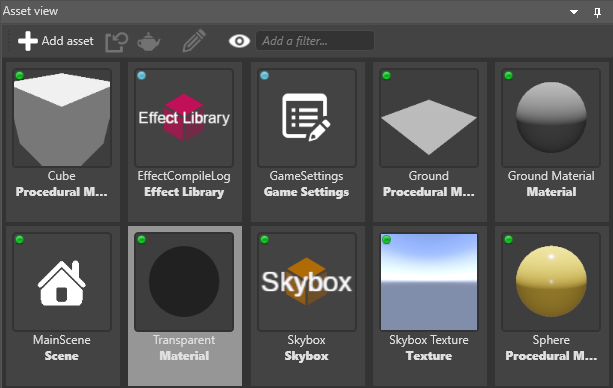 Asset view
Add asset
Add a filter...
Effect Library
Cube
Procedural M...
EffectCompileLog
Effect Library
GameSettings
Game Settings
Ground
Procedural M...
Ground Material
Material
Skybox
MainScene
Scene
Transparent
Material
Skybox
Skybox
Skybox Texture
Texture
Sphere
Procedural M...